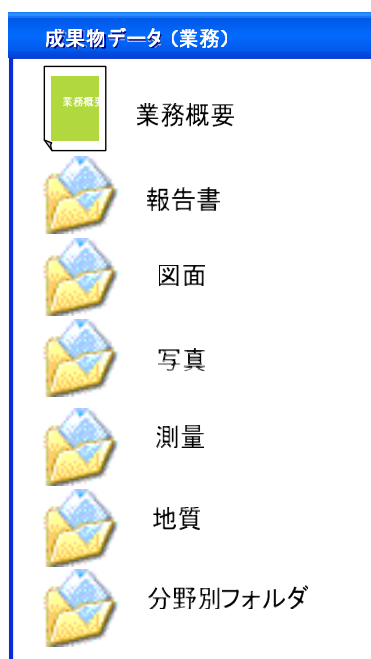 成果物データ（業務）
業務概要
業務概要
報告書
図面
写真
測量
地質
分野別フォルダ